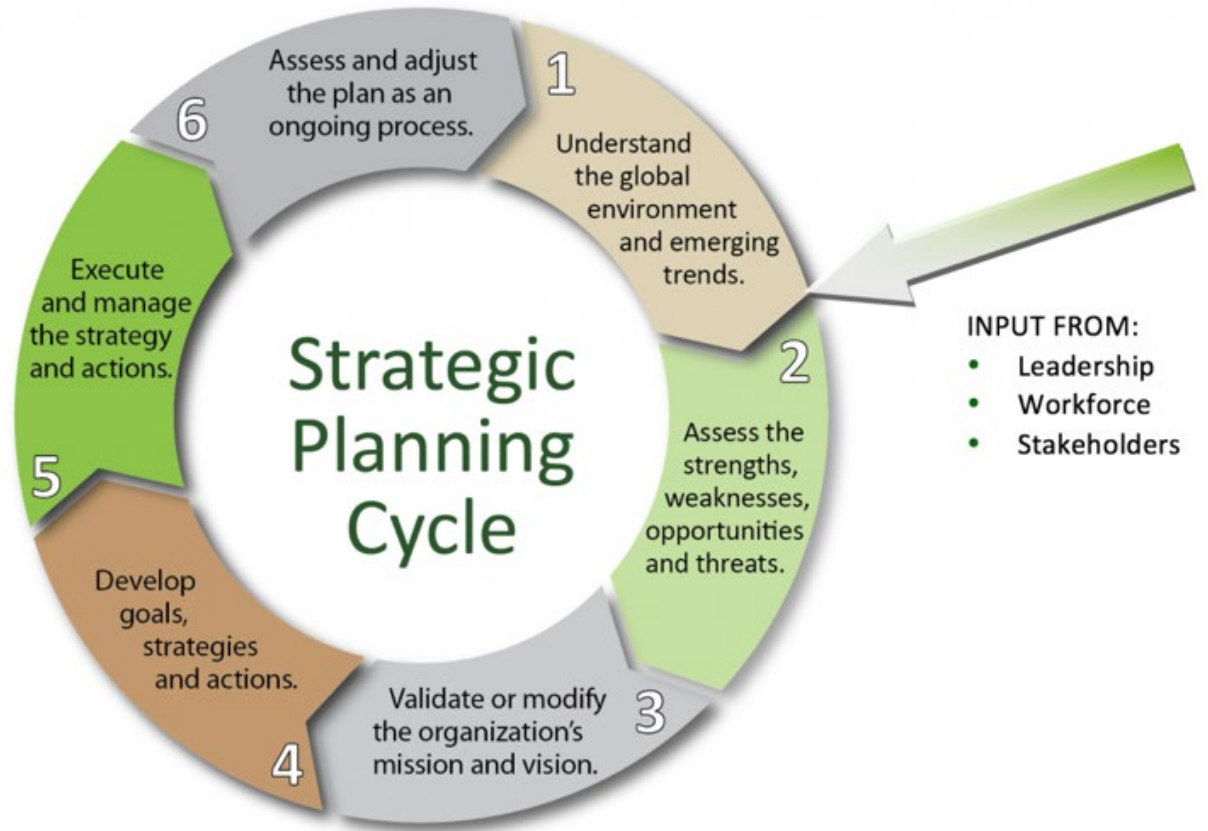 Strategic
Planning
Cycle
1
Understand
the global
environment
and emerging
trends.
2
Assess the
strengths,
weaknesses,
opportunities
and threats.
3
Validate or modify
the organization's
mission and vision.
4
Develop
goals,
strategies
and actions.
5
Execute
and manage
the strategy
and actions.
6
Assess and adjust
the plan as an
ongoing process.
INPUT FROM:
• Leadership
• Workforce
• Stakeholders